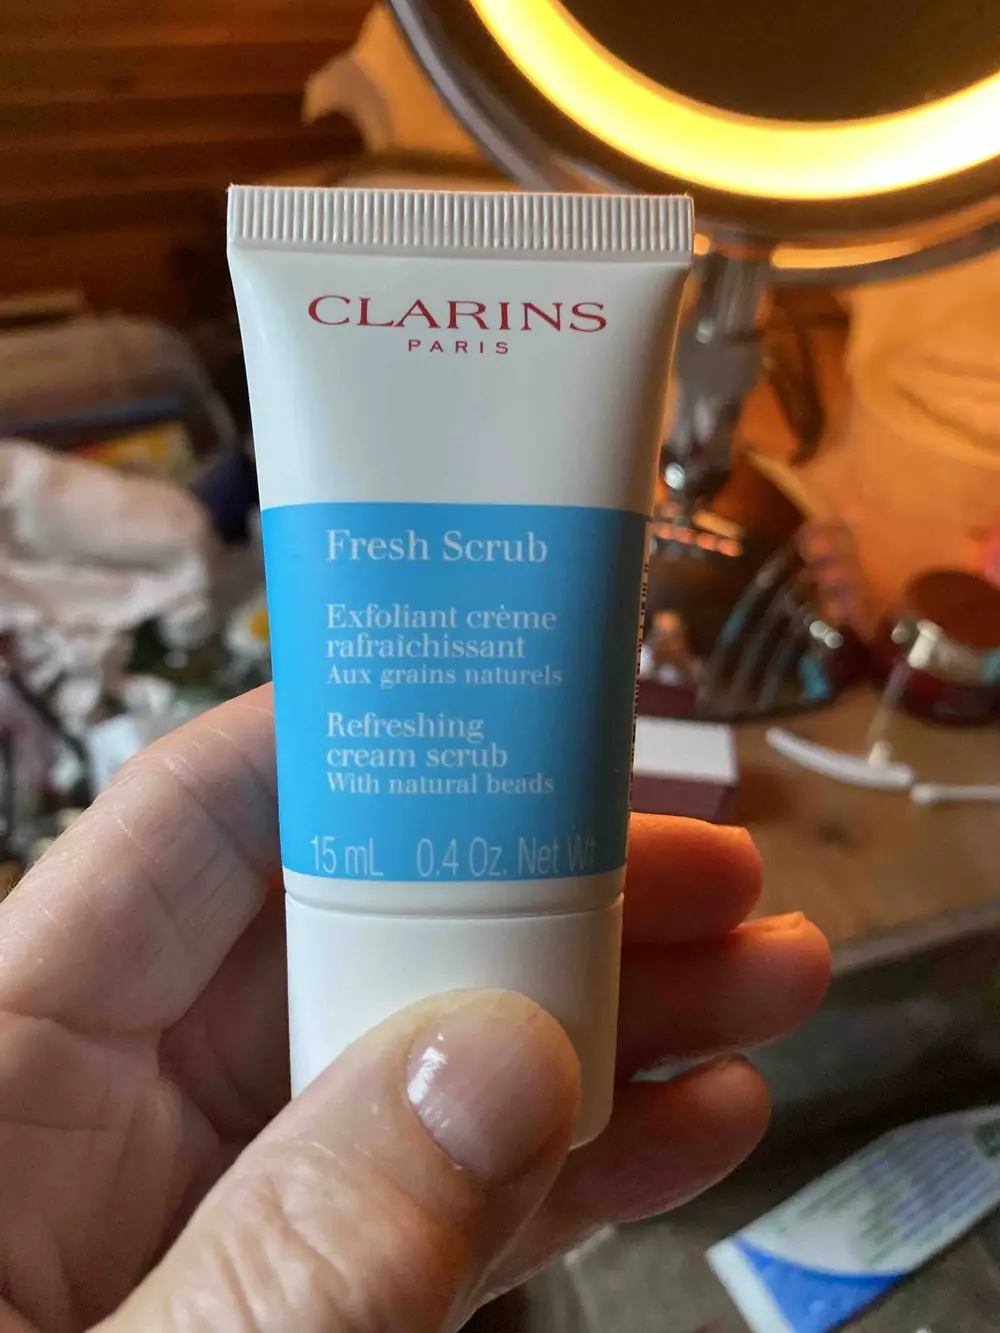 CLARINS
PARIS
Fresh Scrub
Exfoliant crème
rafraîchissant
Aux grains naturels
Refreshing
cream scrub
With natural beads
15 mL 0.4 Oz. Net Wt